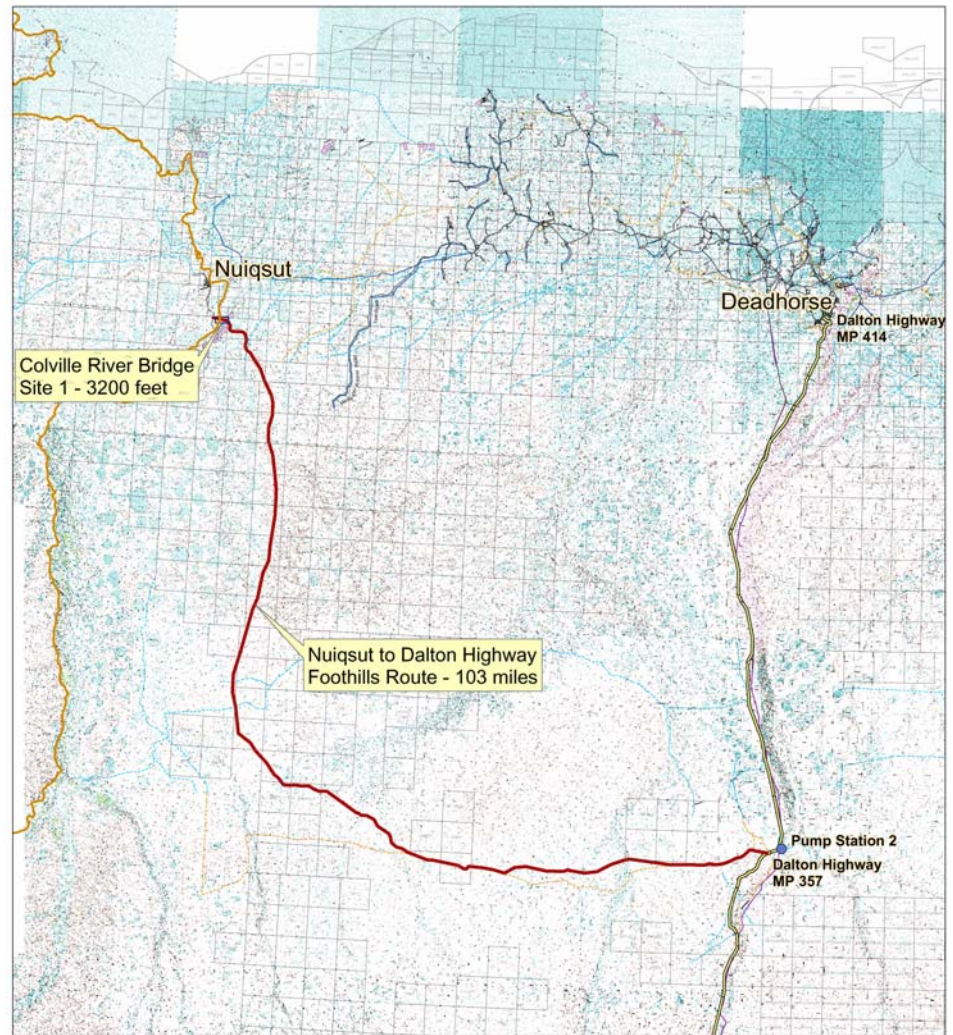 Nuiqsut
Deadhorse
Dalton Highway
MP 414
Colville River Bridge
Site 1 - 3200 feet
Nuiqsut to Dalton Highway
Foothills Route - 103 miles
Pump Station 2
Dalton Highway
MP 357